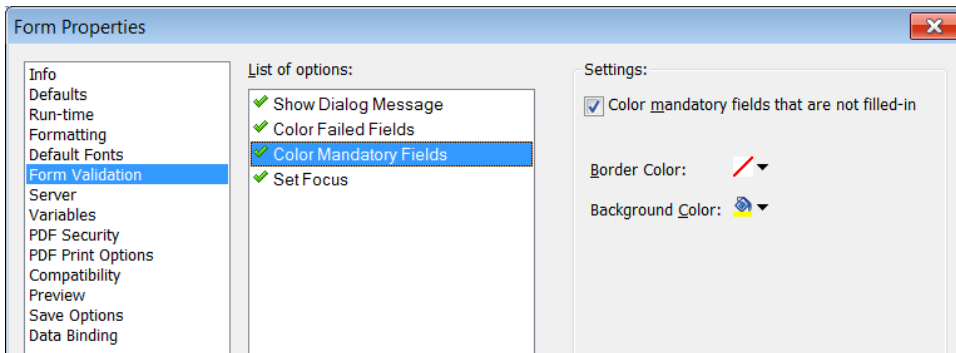 Form Properties
Info
Defaults
Run-time
Formatting
Default Fonts
Form Validation
Server
Variables
PDF Security
PDF Print Options
Compatibility
Preview
Save Options
Data Binding
List of options:
Show Dialog Message
Color Failed Fields
Color Mandatory Fields
Set Focus
Settings:
Color mandatory fields that are not filled-in
Border Color:
Background Color: